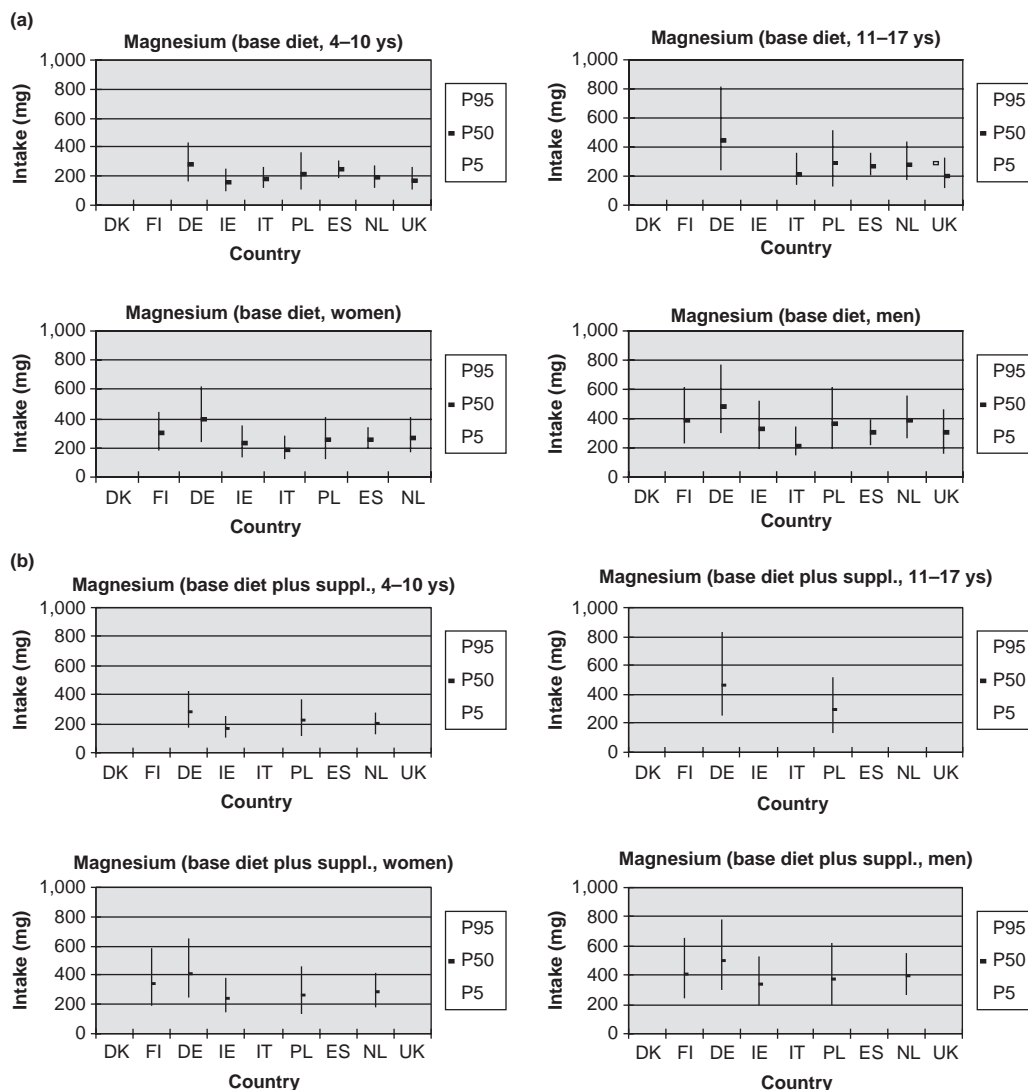 (a)
Magnesium (base diet, 4–10 ys)
1,000
800
600
400
200
0
Intake (mg)
DK FI DE IE IT PL ES NL UK
Country
P95
P50
P5
Magnesium (base diet, 11–17 ys)
1,000
800
600
400
200
0
Intake (mg)
DK FI DE IE IT PL ES NL UK
Country
P95
P50
P5
Magnesium (base diet, women)
1,000
800
600
400
200
0
Intake (mg)
DK FI DE IE IT PL ES NL
Country
P95
P50
P5
Magnesium (base diet, men)
1,000
800
600
400
200
0
Intake (mg)
DK FI DE IE IT PL ES NL UK
Country
P95
P50
P5
(b)
Magnesium (base diet plus suppl., 4–10 ys)
1,000
800
600
400
200
0
Intake (mg)
DK FI DE IE IT PL ES NL UK
Country
P95
P50
P5
Magnesium (base diet plus suppl., 11–17 ys)
1,000
800
600
400
200
0
Intake (mg)
DK FI DE IE IT PL ES NL UK
Country
P95
P50
P5
Magnesium (base diet plus suppl., women)
1,000
800
600
400
200
0
Intake (mg)
DK FI DE IE IT PL ES NL UK
Country
P95
P50
P5
Magnesium (base diet plus suppl., men)
1,000
800
600
400
200
0
Intake (mg)
DK FI DE IE IT PL ES NL UK
Country
P95
P50
P5